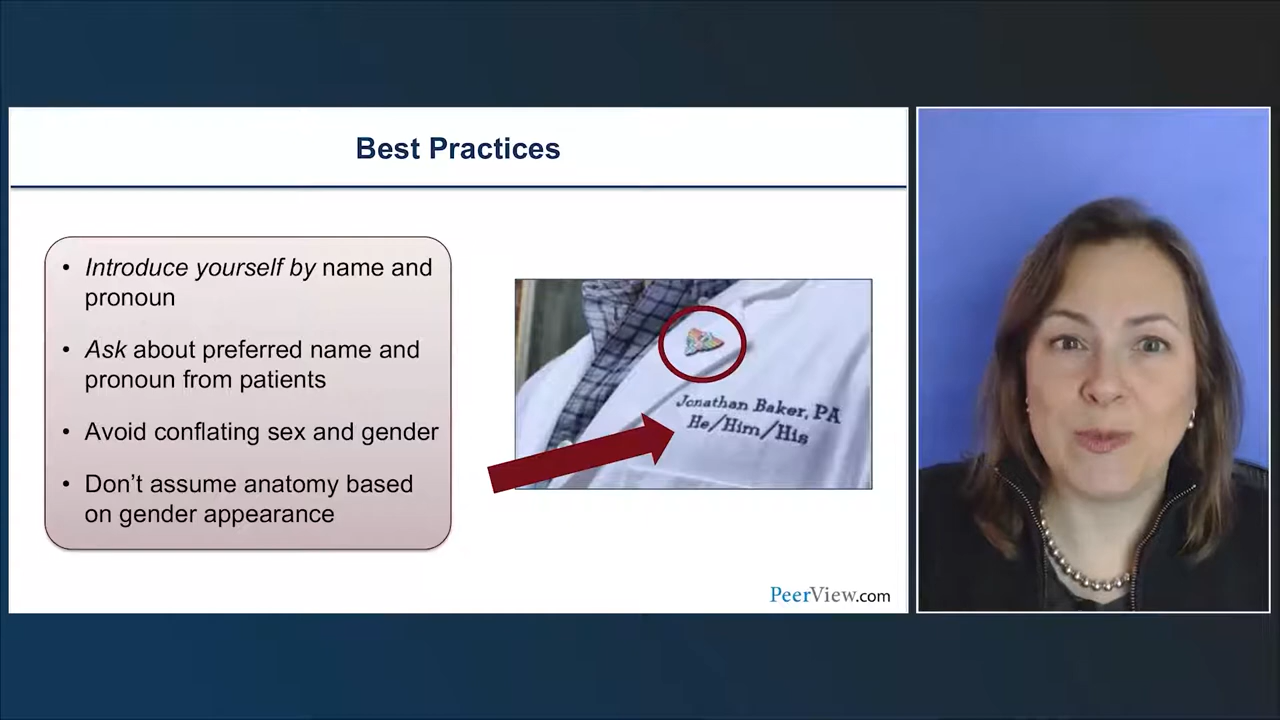 Best Practices
• Introduce yourself by name and
pronoun
• Ask about preferred name and
pronoun from patients
• Avoid conflating sex and gender
• Don’t assume anatomy based
on gender appearance
Jonathan Baker, PA
He/Him/His
PeerView.com